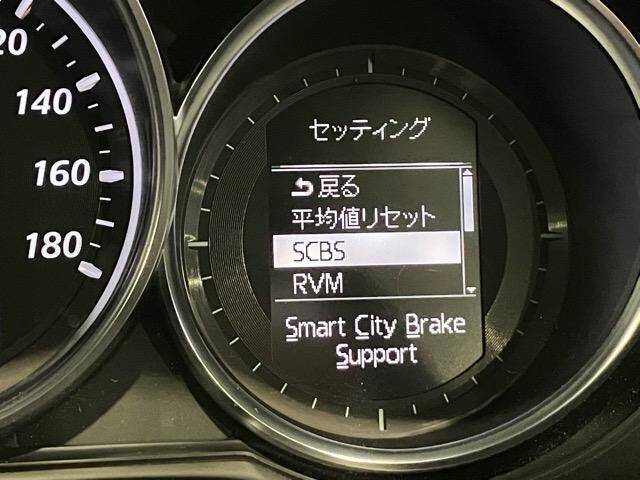 20
140
160
180
セッティング
戻る
平均値リセット
SCBS
RVM
Smart City Brake
Support